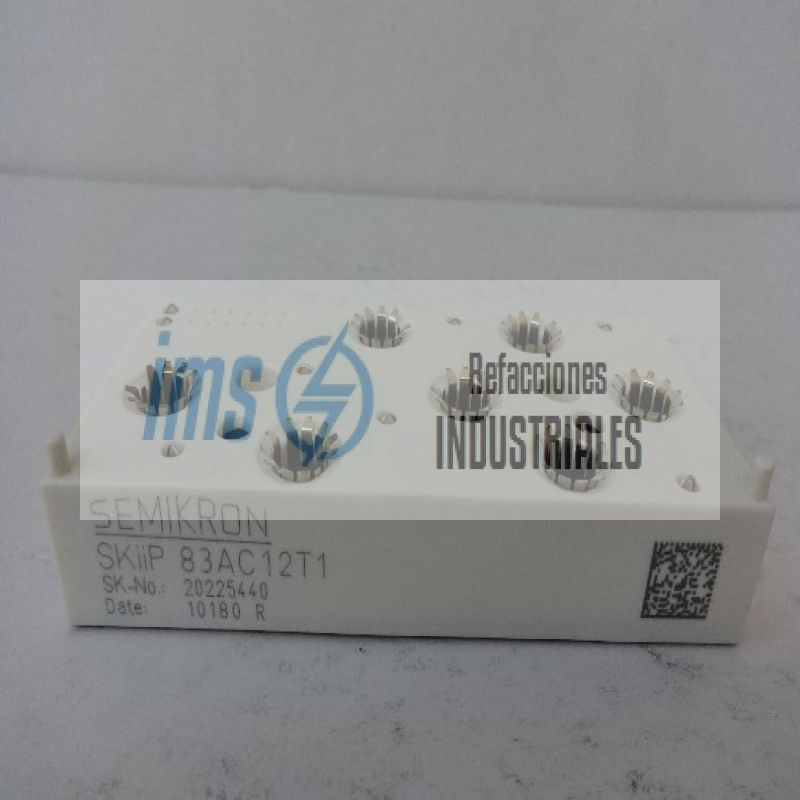 ims
Refacciones
INDUSTRIALES
SEMIKRON
SKiiP 83AC12T1
SK-No.: 20225440
Date: 10180 R